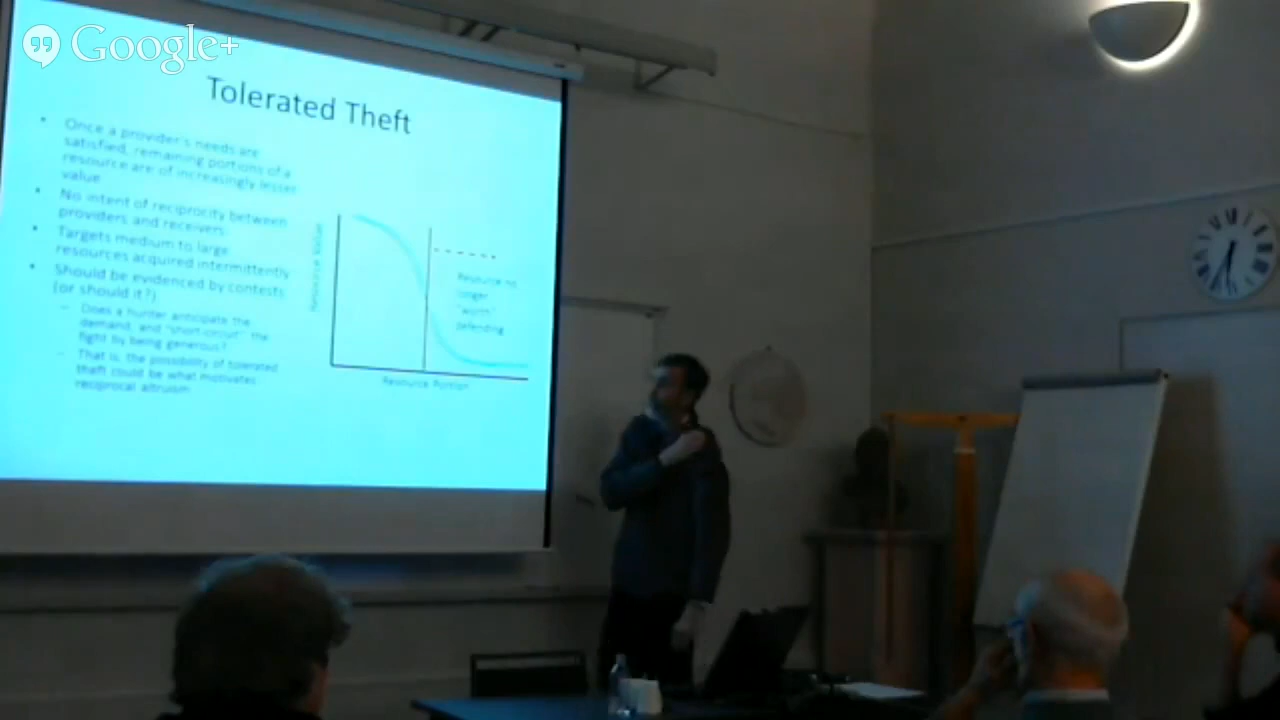 Google+
Tolerated Theft
• Once a provider's needs are
satisfied, remaining portions of a
resource are of increasingly lesser
value
• No intent of reciprocity between
providers and receivers
• Targets medium to large
resources acquired intermittently
• Should be evidenced by contests
(or should it?)
– Does a hunter anticipate the
demand, and "short-circuit" the
fight by being generous?
– That is, the possibility of tolerated
theft could be what motivates
reciprocal altruism
Resource Value
Resource no
longer
"worth"
defending
Resource Portion